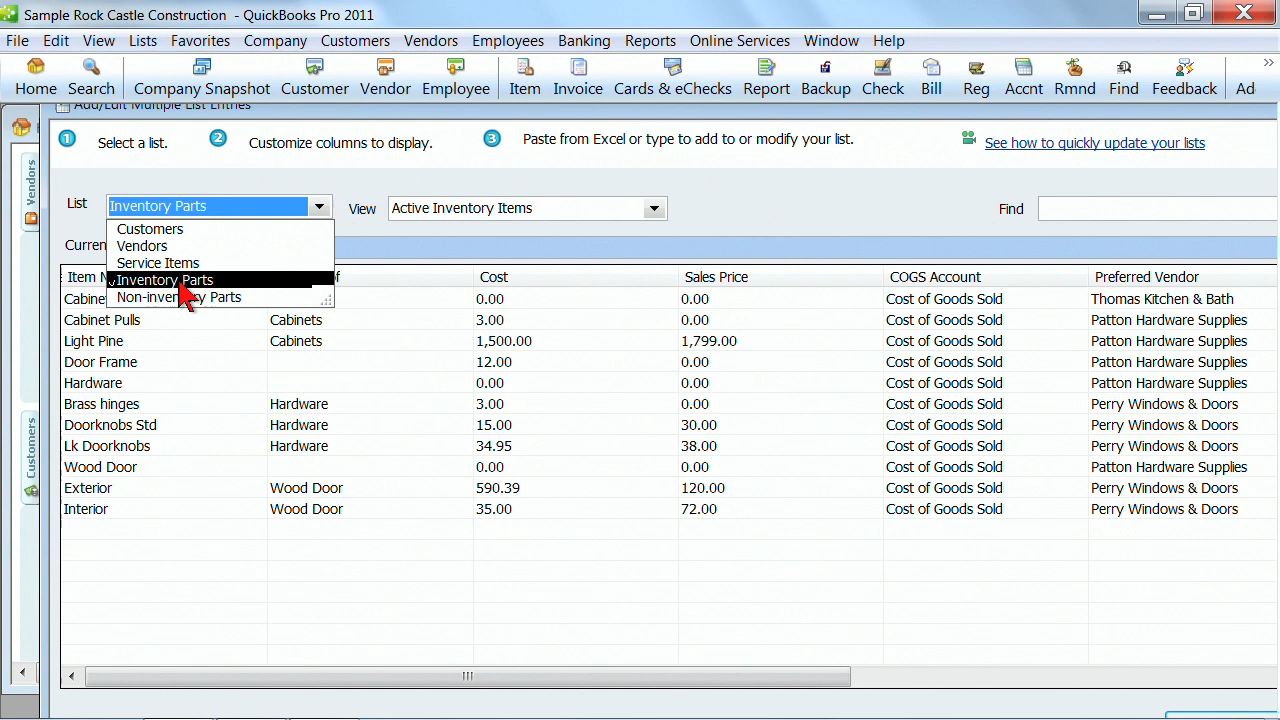 Sample Rock Castle Construction - QuickBooks Pro 2011
File Edit View Lists Favorites Company Customers Vendors Employees Banking Reports Online Services Window Help
Home Search Company Snapshot Customer Vendor Employee Item Invoice Cards & eChecks Report Backup Check Bill Reg Accnt Rmnd Find Feedback Ad
Add/Edit Multiple List Entries
1 Select a list. 2 Customize columns to display. 3 Paste from Excel or type to add to or modify your list. See how to quickly update your lists
List Inventory Parts View Active Inventory Items Find
Customers
Vendors
Service Items
Inventory Parts
Non-inventory Parts
Vendors
Customers
Item Cost Sales Price COGS Account Preferred Vendor
0.00 0.00 Cost of Goods Sold Thomas Kitchen & Bath
Cabinet Pulls Cabinets 3.00 0.00 Cost of Goods Sold Patton Hardware Supplies
Light Pine Cabinets 1,500.00 1,799.00 Cost of Goods Sold Patton Hardware Supplies
Door Frame 12.00 0.00 Cost of Goods Sold Patton Hardware Supplies
Hardware 0.00 0.00 Cost of Goods Sold Patton Hardware Supplies
Brass hinges Hardware 3.00 0.00 Cost of Goods Sold Perry Windows & Doors
Doorknobs Std Hardware 15.00 30.00 Cost of Goods Sold Perry Windows & Doors
Lk Doorknobs Hardware 34.95 38.00 Cost of Goods Sold Perry Windows & Doors
Wood Door 0.00 0.00 Cost of Goods Sold Patton Hardware Supplies
Exterior Wood Door 590.39 120.00 Cost of Goods Sold Perry Windows & Doors
Interior Wood Door 35.00 72.00 Cost of Goods Sold Perry Windows & Doors